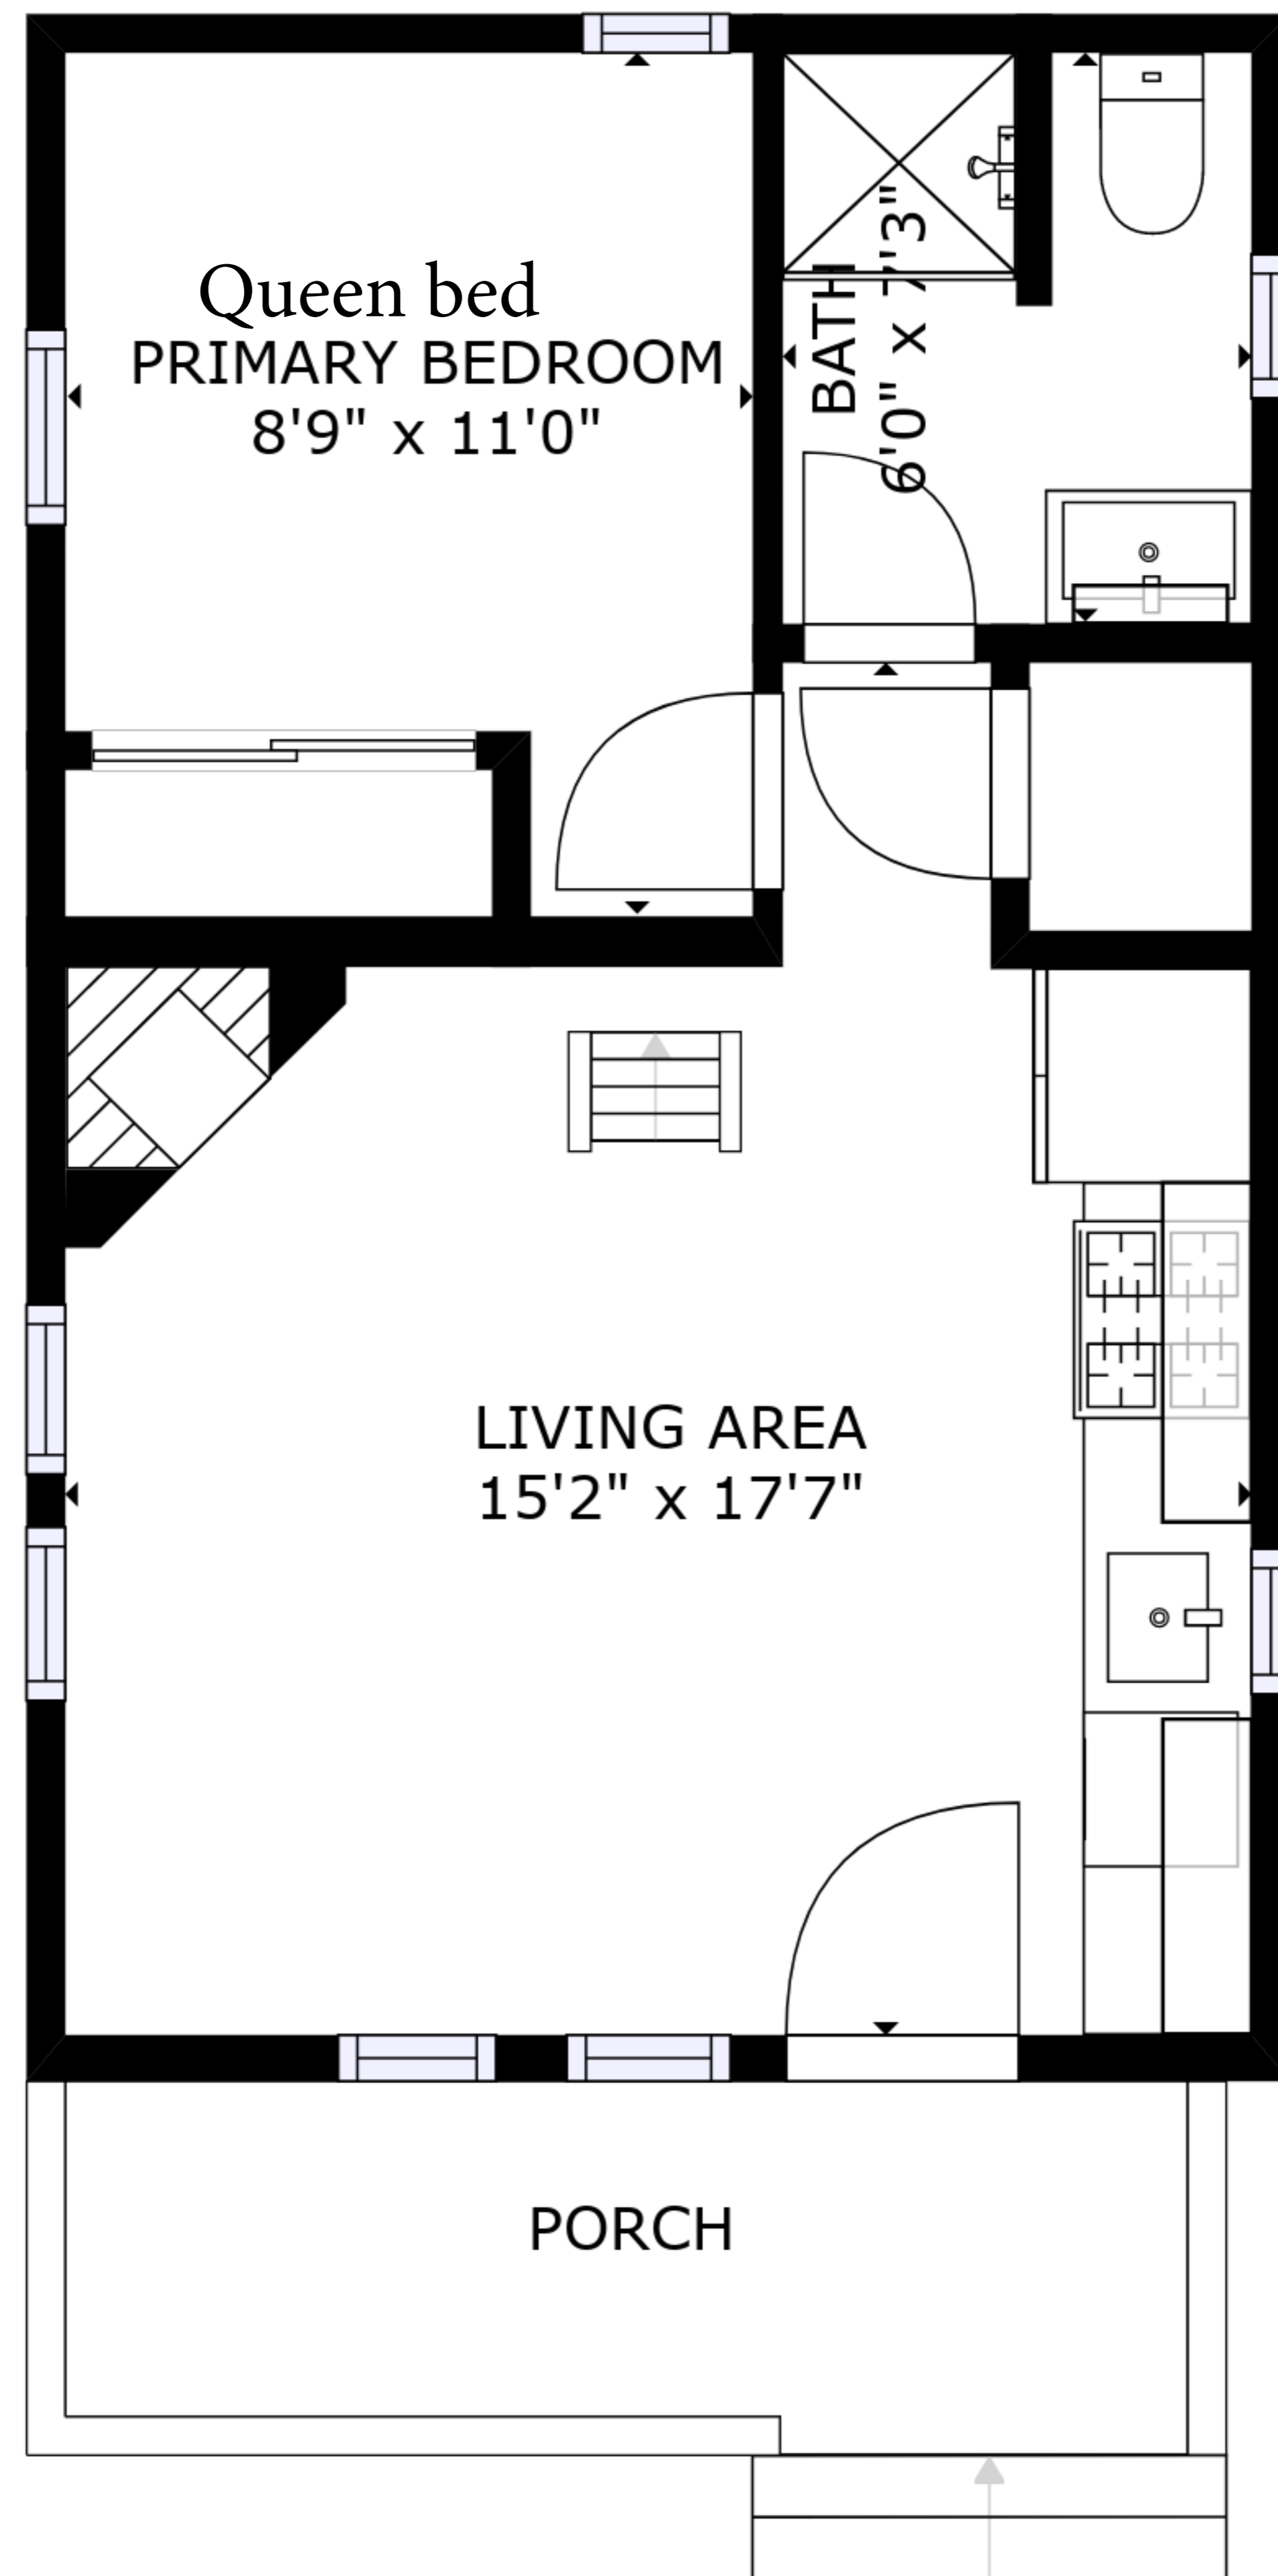 Queen bed
PRIMARY BEDROOM
8'9" x 11'0"
BATH
6'0" x 7'3"
LIVING AREA
15'2" x 17'7"
PORCH